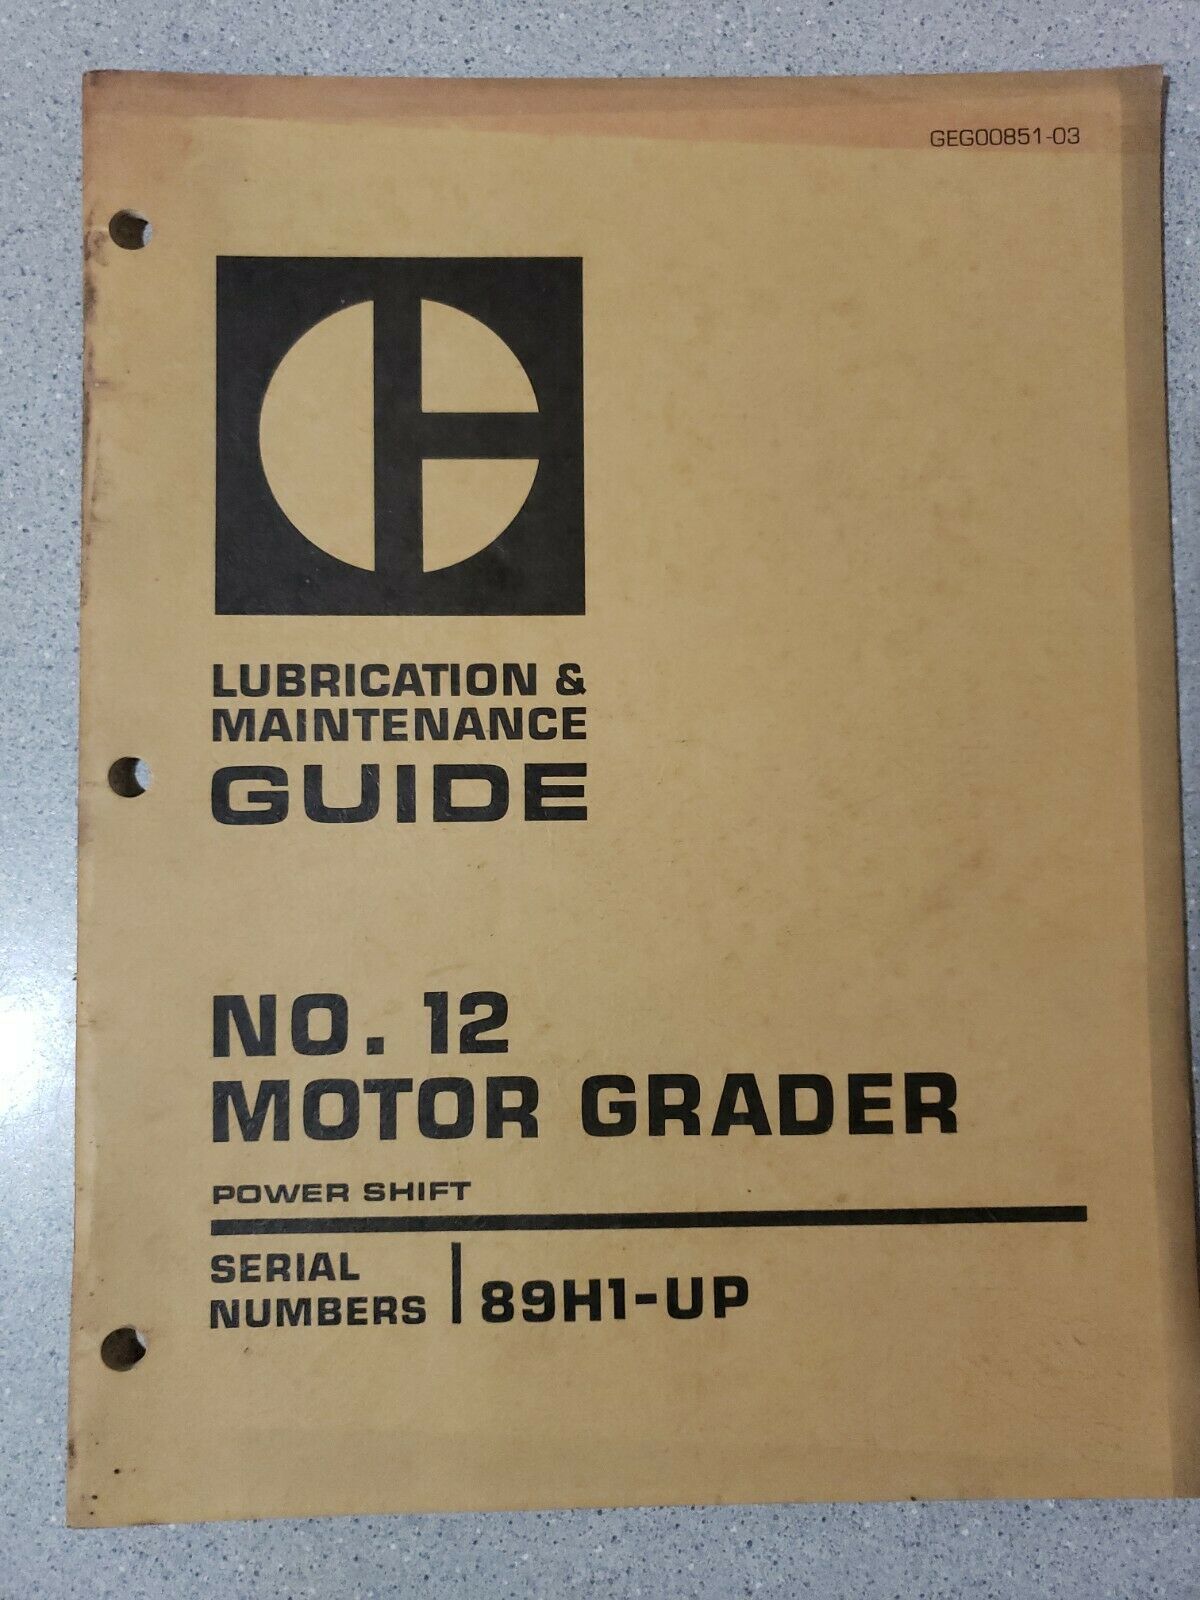 GEG00851-03
LUBRICATION &
MAINTENANCE
GUIDE
NO. 12
MOTOR GRADER
POWER SHIFT
SERIAL
NUMBERS
89H1-UP